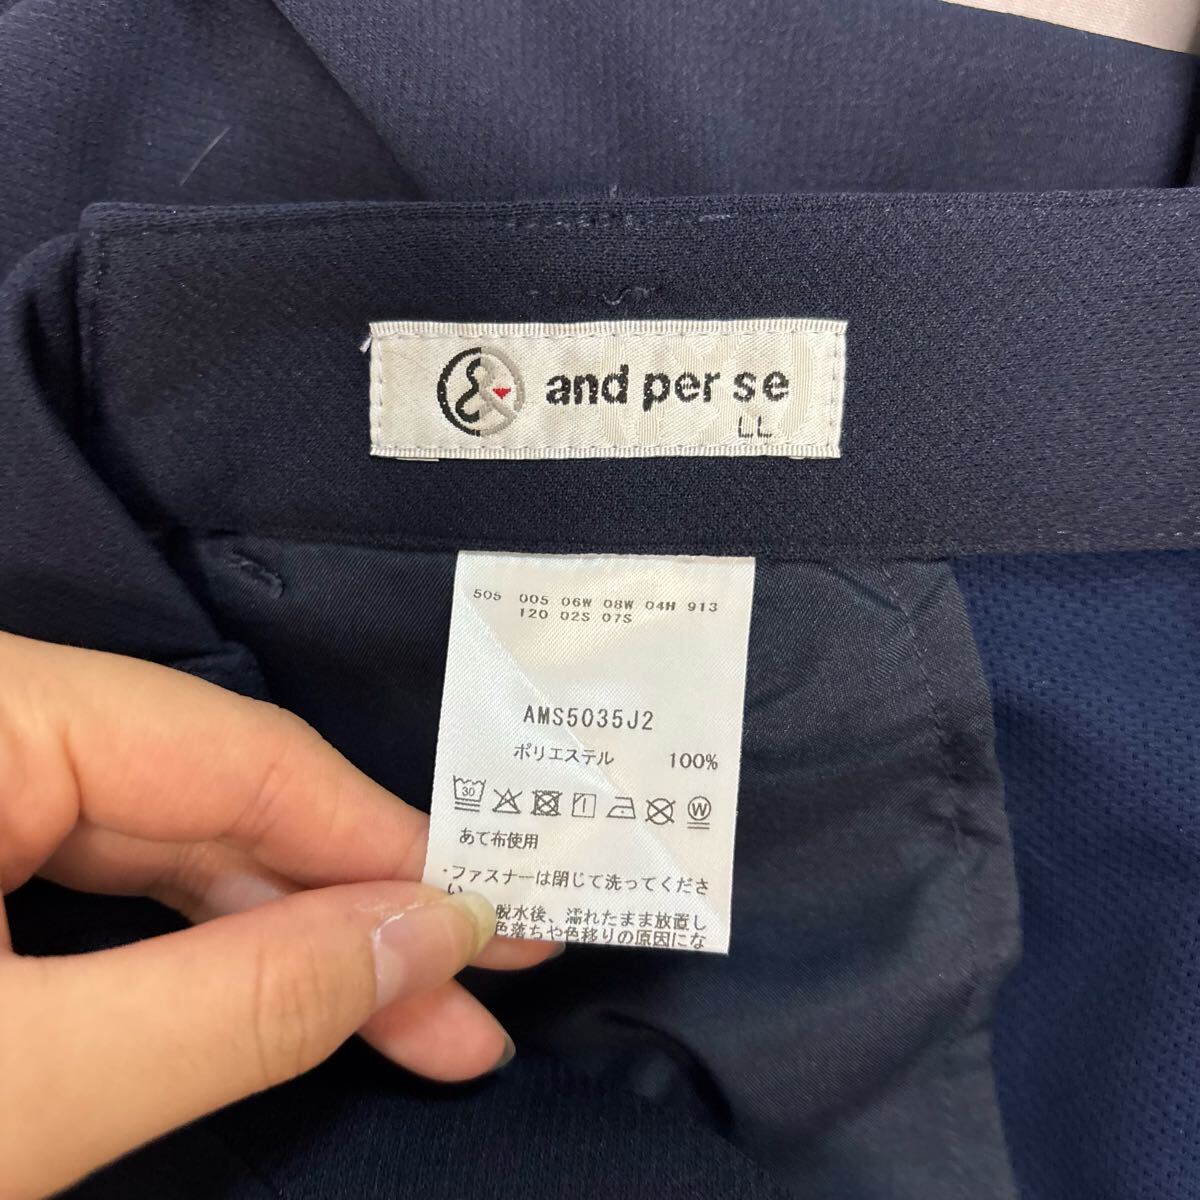 and per se
LL
505 005 06W 08W 04H 913
120 02S 07S
AMS5035J2
ポリエステル 100%
30 W
あて布使用
・ファスナーは閉じて洗ってくださ
い
脱水後、濡れたまま放置し
色落ちや色移りの原因にな